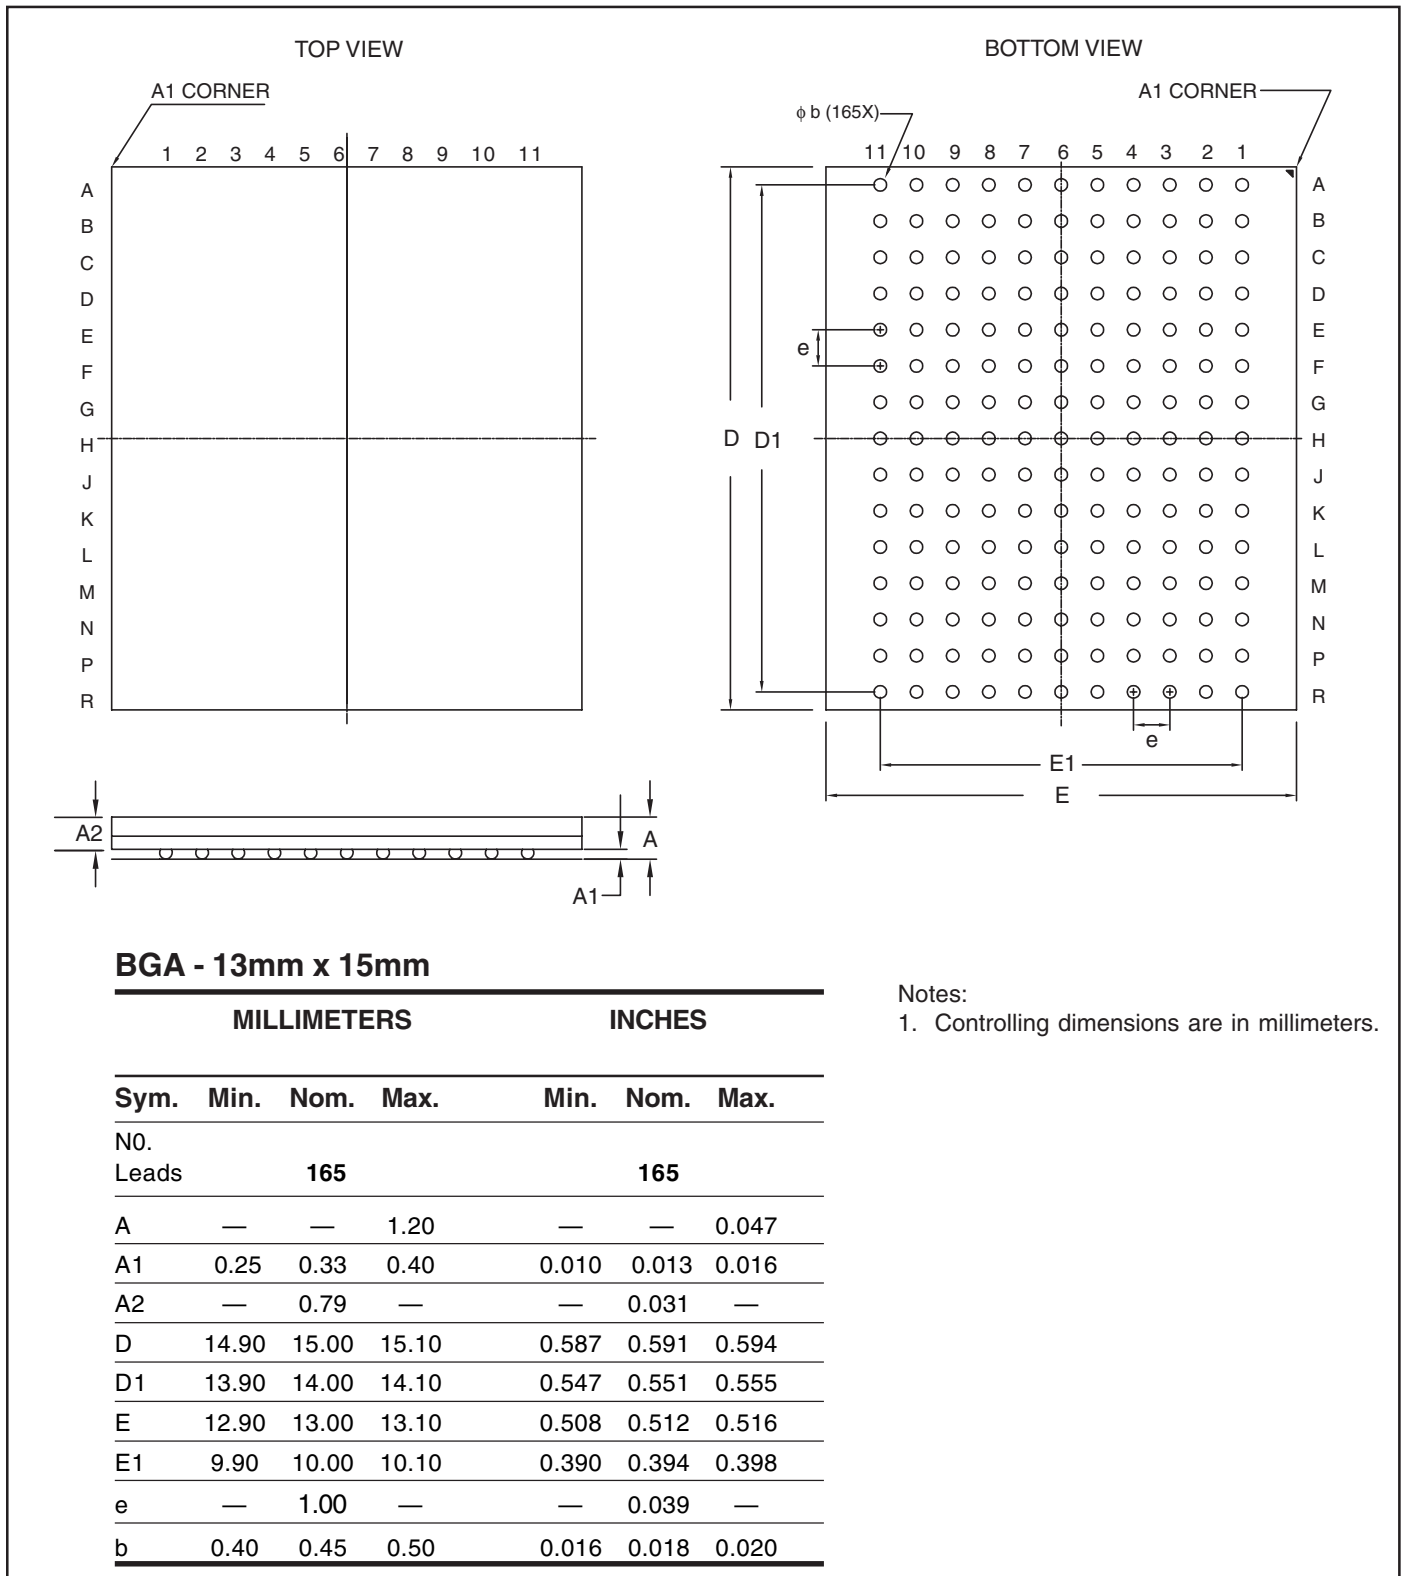 TOP VIEW
A1 CORNER
1 2 3 4 5 6 7 8 9 10 11
A
B
C
D
E
F
G
H
J
K
L
M
N
P
R
BOTTOM VIEW
A1 CORNER
ϕ b (165X)
11 10 9 8 7 6 5 4 3 2 1
A
B
C
D
E
F
G
H
J
K
L
M
N
P
R
e
D D1
e
E1
E
A2
A
A1
BGA - 13mm x 15mm
MILLIMETERS INCHES
Sym. Min. Nom. Max. Min. Nom. Max.
N0.
Leads 165 165
A — — 1.20 — — 0.047
A1 0.25 0.33 0.40 0.010 0.013 0.016
A2 — 0.79 — — 0.031 —
D 14.90 15.00 15.10 0.587 0.591 0.594
D1 13.90 14.00 14.10 0.547 0.551 0.555
E 12.90 13.00 13.10 0.508 0.512 0.516
E1 9.90 10.00 10.10 0.390 0.394 0.398
e — 1.00 — — 0.039 —
b 0.40 0.45 0.50 0.016 0.018 0.020
Notes:
1. Controlling dimensions are in millimeters.